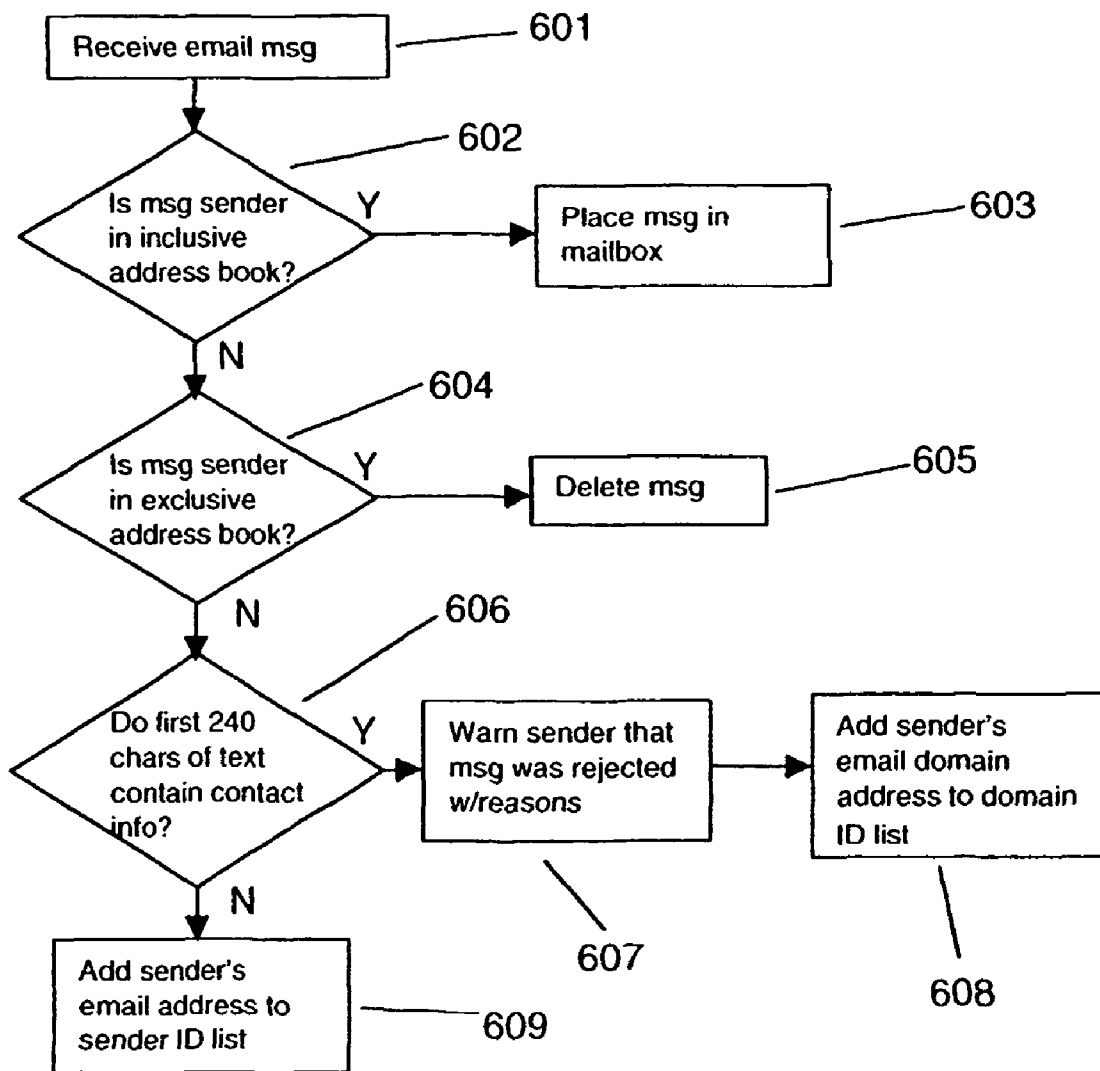 Receive email msg
601
602
Is msg sender
in inclusive
address book?
Y
Place msg in
mailbox
603
N
604
Is msg sender
in exclusive
address book?
Y
Delete msg
605
N
606
Do first 240
chars of text
contain contact
info?
Y
Warn sender that
msg was rejected
w/reasons
Add sender's
email domain
address to domain
ID list
N
607
608
Add sender's
email address to
sender ID list
609